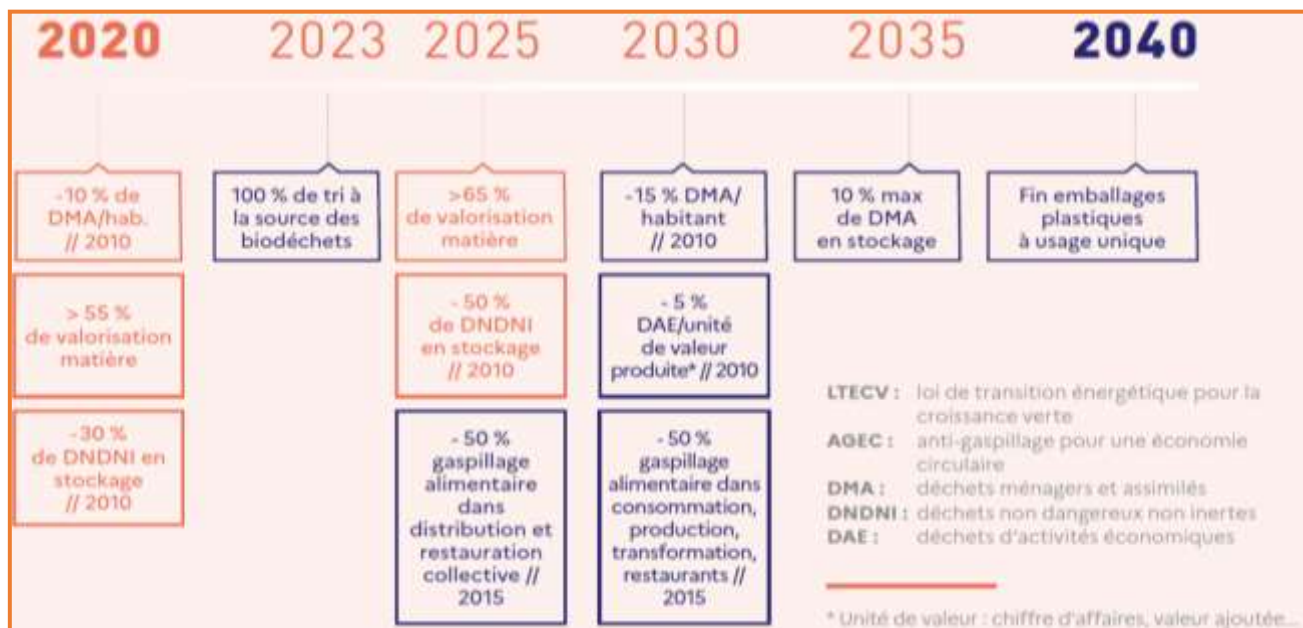 2020
2023
2025
2030
2035
2040
-10 % de
DMA/hab.
// 2010
> 55 %
de valorisation
matière
-30 %
de DNDNI en
stockage
// 2010
100 % de tri à
la source des
biodéchets
>65 %
de valorisation
matière
- 50 %
de DNDNI
en stockage
// 2010
- 50 %
gaspillage
alimentaire
dans
distribution et
restauration
collective //
2015
-15 % DMA/
habitant
// 2010
- 5 %
DAE/unité
de valeur
produite* // 2010
-50 %
gaspillage
alimentaire dans
consommation,
production,
transformation,
restaurants //
2015
10 % max
de DMA
en stockage
Fin emballages
plastiques
à usage unique
LTECV : loi de transition énergétique pour la
croissance verte
AGEC : anti-gaspillage pour une économie
circulaire
DMA : déchets ménagers et assimilés
DNDNI : déchets non dangereux non inertes
DAE : déchets d'activités économiques
* Unité de valeur : chiffre d'affaires, valeur ajoutée...